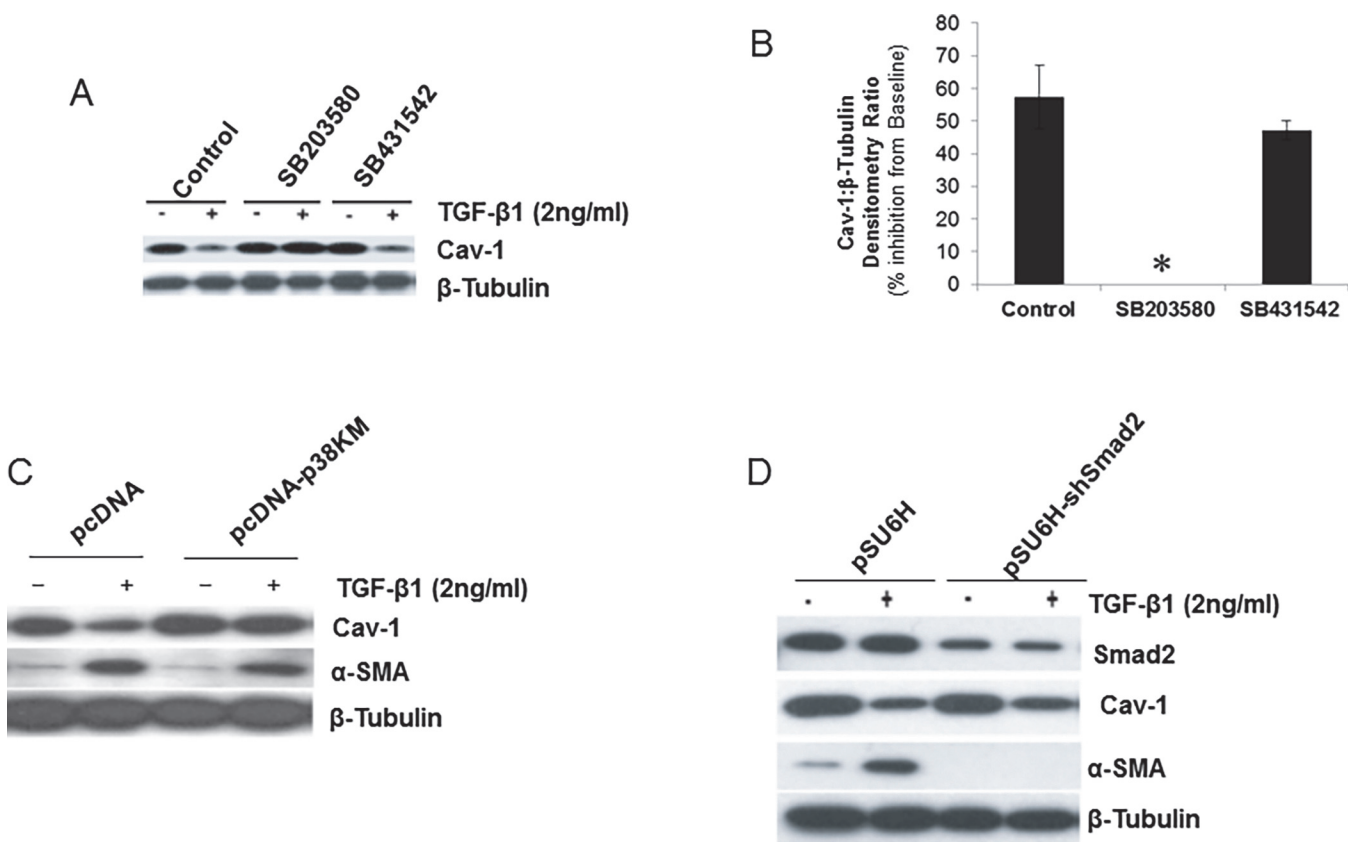 A
Control
SB203580
SB431542
- + - + - +
TGF-β1 (2ng/ml)
Cav-1
β-Tubulin
B
Cav-1:β-Tubulin
Densitometry Ratio
(% inhibition from Baseline)
80
70
60
50
40
30
20
10
0
*
Control
SB203580
SB431542
C
pcDNA
pcDNA-p38KM
- + - +
TGF-β1 (2ng/ml)
Cav-1
α-SMA
β-Tubulin
D
pSU6H
pSU6H-shSmad2
- + - +
TGF-β1 (2ng/ml)
Smad2
Cav-1
α-SMA
β-Tubulin